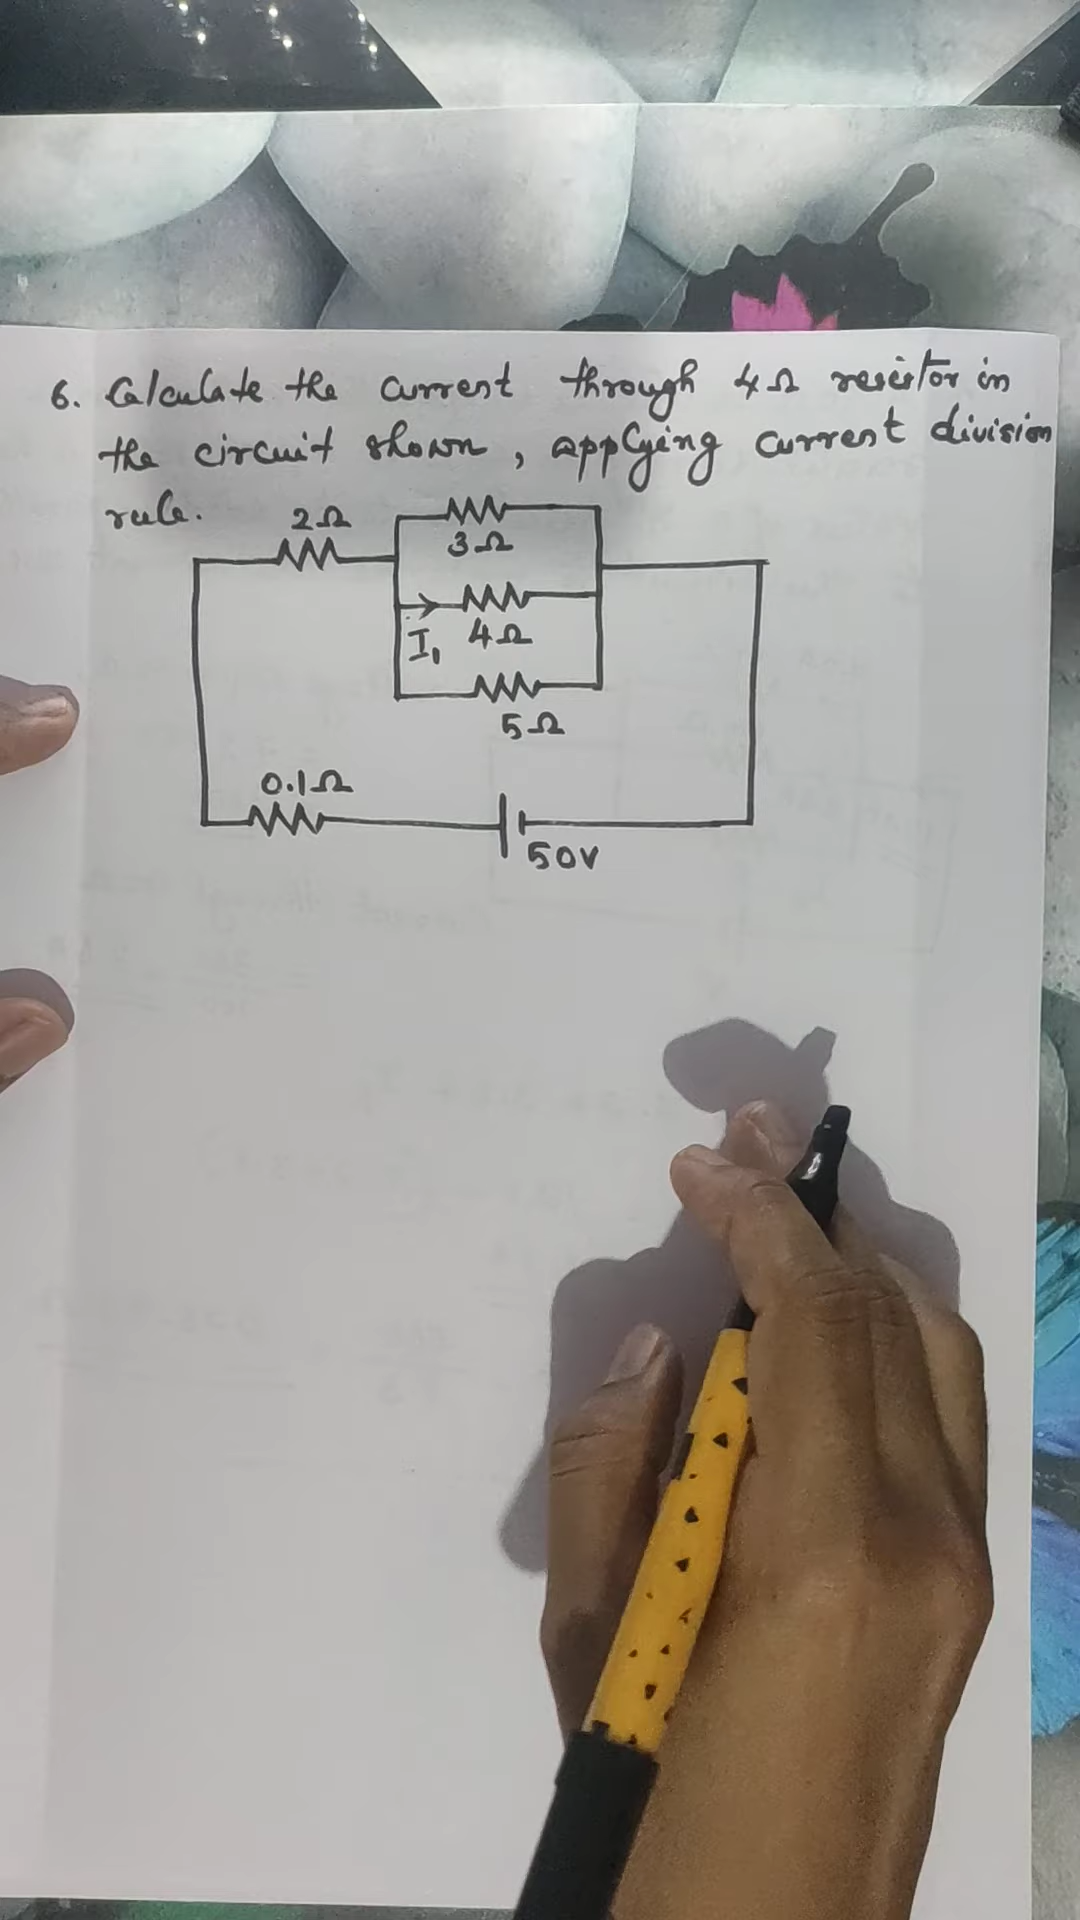 6. Calculate the current through 4Ω resistor in
the circuit shown, applying current division
rule.
2Ω
3Ω
I₁ 4Ω
5Ω
0.1Ω
50V